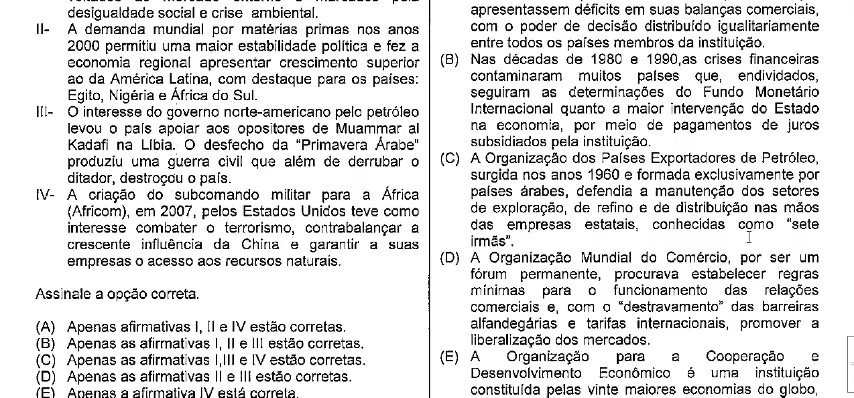 voltados ao mercado externo e marcados pela
desigualdade social e crise ambiental.
II- A demanda mundial por matérias primas nos anos
2000 permitiu uma maior estabilidade política e fez a
economia regional apresentar crescimento superior
ao da América Latina, com destaque para os países:
Egito, Nigéria e África do Sul.
III- O interesse do governo norte-americano pelo petróleo
levou o país apoiar aos opositores de Muammar al
Kadafi na Líbia. O desfecho da "Primavera Árabe"
produziu uma guerra civil que além de derrubar o
ditador, destroçou o país.
IV- A criação do subcomando militar para a África
(Africom), em 2007, pelos Estados Unidos teve como
interesse combater o terrorismo, contrabalançar a
crescente influência da China e garantir a suas
empresas o acesso aos recursos naturais.
Assinale a opção correta.
(A) Apenas afirmativas I, II e IV estão corretas.
(B) Apenas as afirmativas I, II e III estão corretas.
(C) Apenas as afirmativas I,III e IV estão corretas.
(D) Apenas as afirmativas II e III estão corretas.
(E) Apenas a afirmativa IV está correta.
apresentassem déficits em suas balanças comerciais,
com o poder de decisão distribuído igualitariamente
entre todos os países membros da instituição.
(B) Nas décadas de 1980 e 1990,as crises financeiras
contaminaram muitos países que, endividados,
seguiram as determinações do Fundo Monetário
Internacional quanto a maior intervenção do Estado
na economia, por meio de pagamentos de juros
subsidiados pela instituição.
(C) A Organização dos Países Exportadores de Petróleo,
surgida nos anos 1960 e formada exclusivamente por
países árabes, defendia a manutenção dos setores
de exploração, de refino e de distribuição nas mãos
das empresas estatais, conhecidas como "sete
irmãs".
(D) A Organização Mundial do Comércio, por ser um
fórum permanente, procurava estabelecer regras
mínimas para o funcionamento das relações
comerciais e, com o "destravamento" das barreiras
alfandegárias e tarifas internacionais, promover a
liberalização dos mercados.
(E) A Organização para a Cooperação e
Desenvolvimento Econômico é uma instituição
constituída pelas vinte maiores economias do globo,